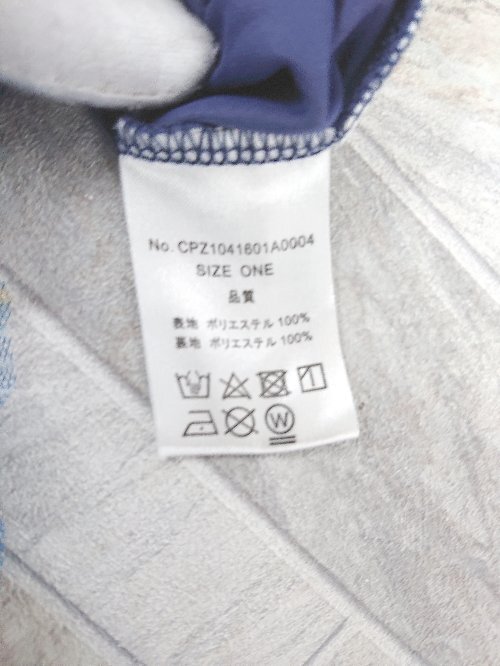 No. CPZ1041601A0004
SIZE ONE
品質
表地 ポリエステル 100%
裏地 ポリエステル 100%
W